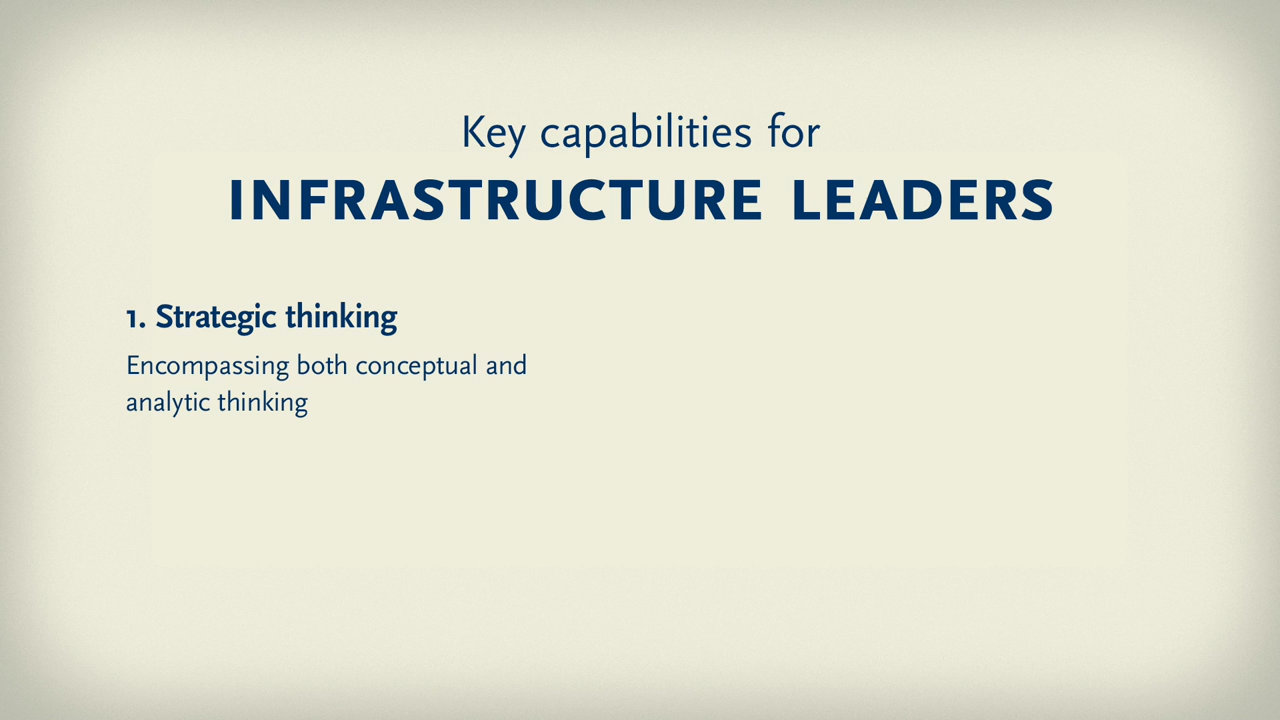 Key capabilities for
INFRASTRUCTURE LEADERS
1. Strategic thinking
Encompassing both conceptual and
analytic thinking